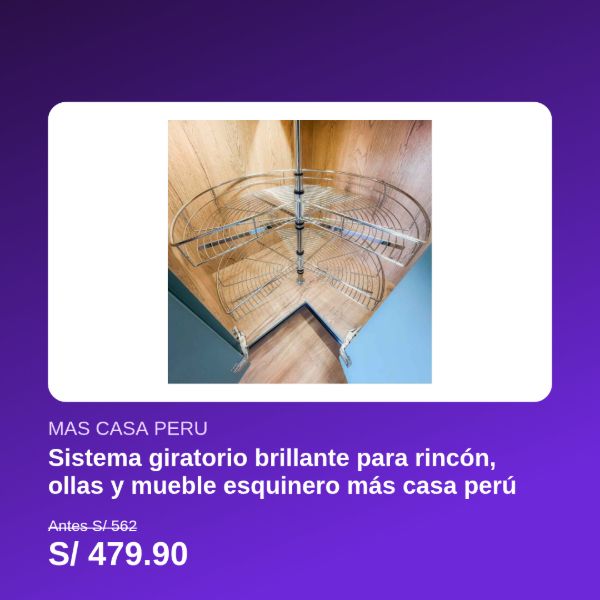 MAS CASA PERU
Sistema giratorio brillante para rincón,
ollas y mueble esquinero más casa perú
Antes S/ 562
S/ 479.90